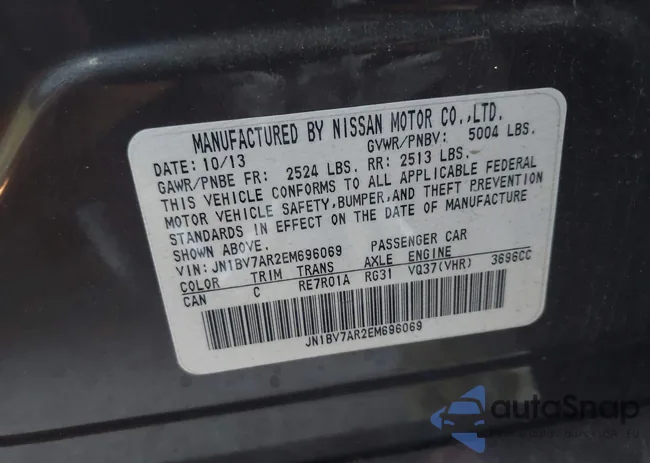 MANUFACTURED BY NISSAN MOTOR CO.,LTD.
DATE: 10/13 GVWR/PNBV: 5004 LBS.
GAWR/PNBE FR: 2524 LBS. RR: 2513 LBS.
THIS VEHICLE CONFORMS TO ALL APPLICABLE FEDERAL
MOTOR VEHICLE SAFETY, BUMPER, AND THEFT PREVENTION
STANDARDS IN EFFECT ON THE DATE OF MANUFACTURE
SHOWN ABOVE.
VIN: JN1BV7AR2EM696069 PASSENGER CAR
COLOR TRIM TRANS AXLE ENGINE
CAN C RE7R01A RG31 VQ37(VHR) 3696CC
JN1BV7AR2EM696069
autoSnap